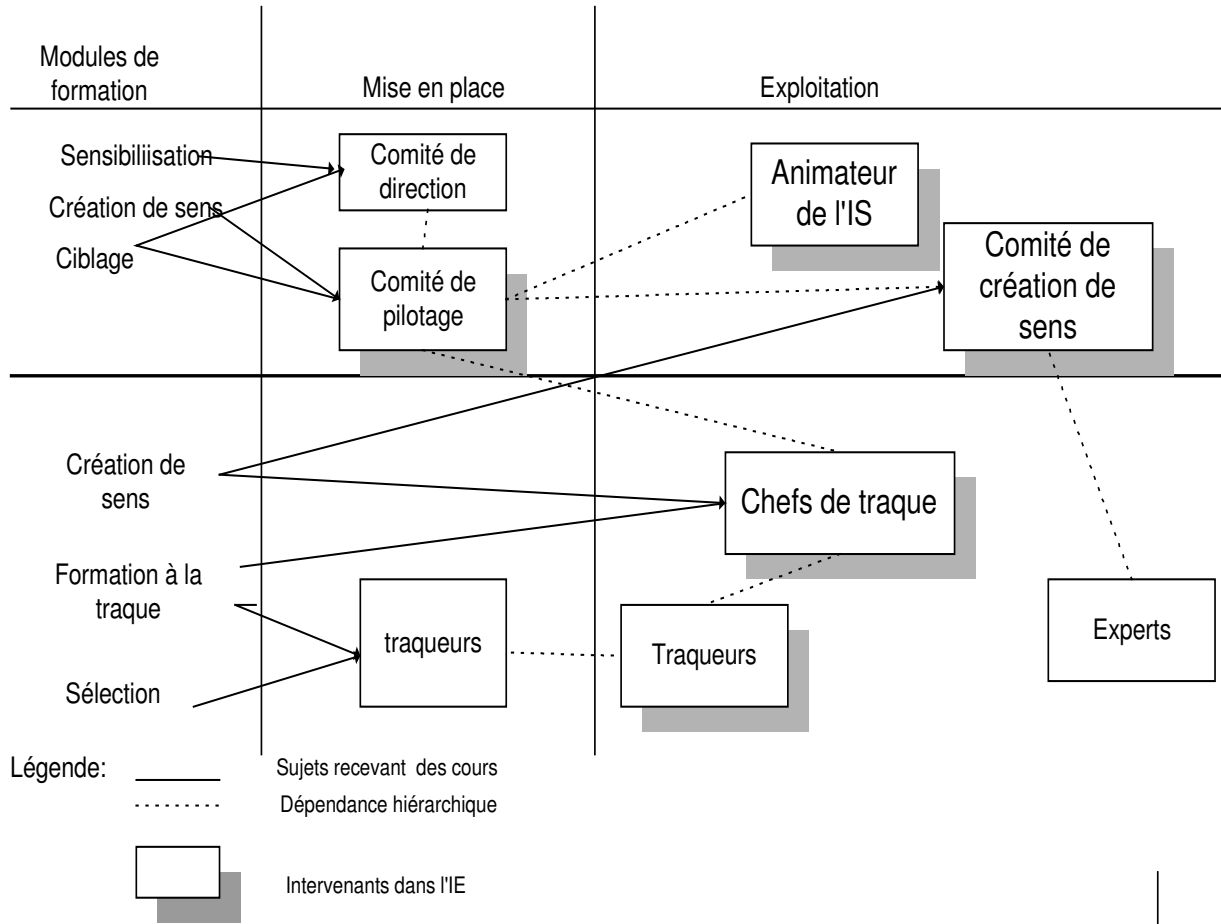 Modules de
formation
Mise en place
Exploitation
Sensibiliisation
Création de sens
Ciblage
Comité de
direction
Comité de
pilotage
Animateur
de l'IS
Comité de
création de
sens
Création de
sens
Formation à la
traque
Sélection
Chefs de traque
traqueurs
Traqueurs
Experts
Légende:
Sujets recevant des cours
Dépendance hiérarchique
Intervenants dans l'IE